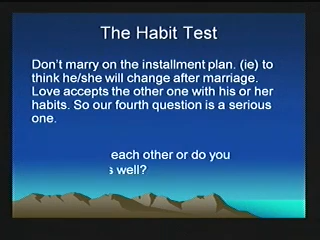 The Habit Test
Don't marry on the installment plan. (ie) to
think he/she will change after marriage.
Love accepts the other one with his or her
habits. So our fourth question is a serious
one.
each other or do you
s well?